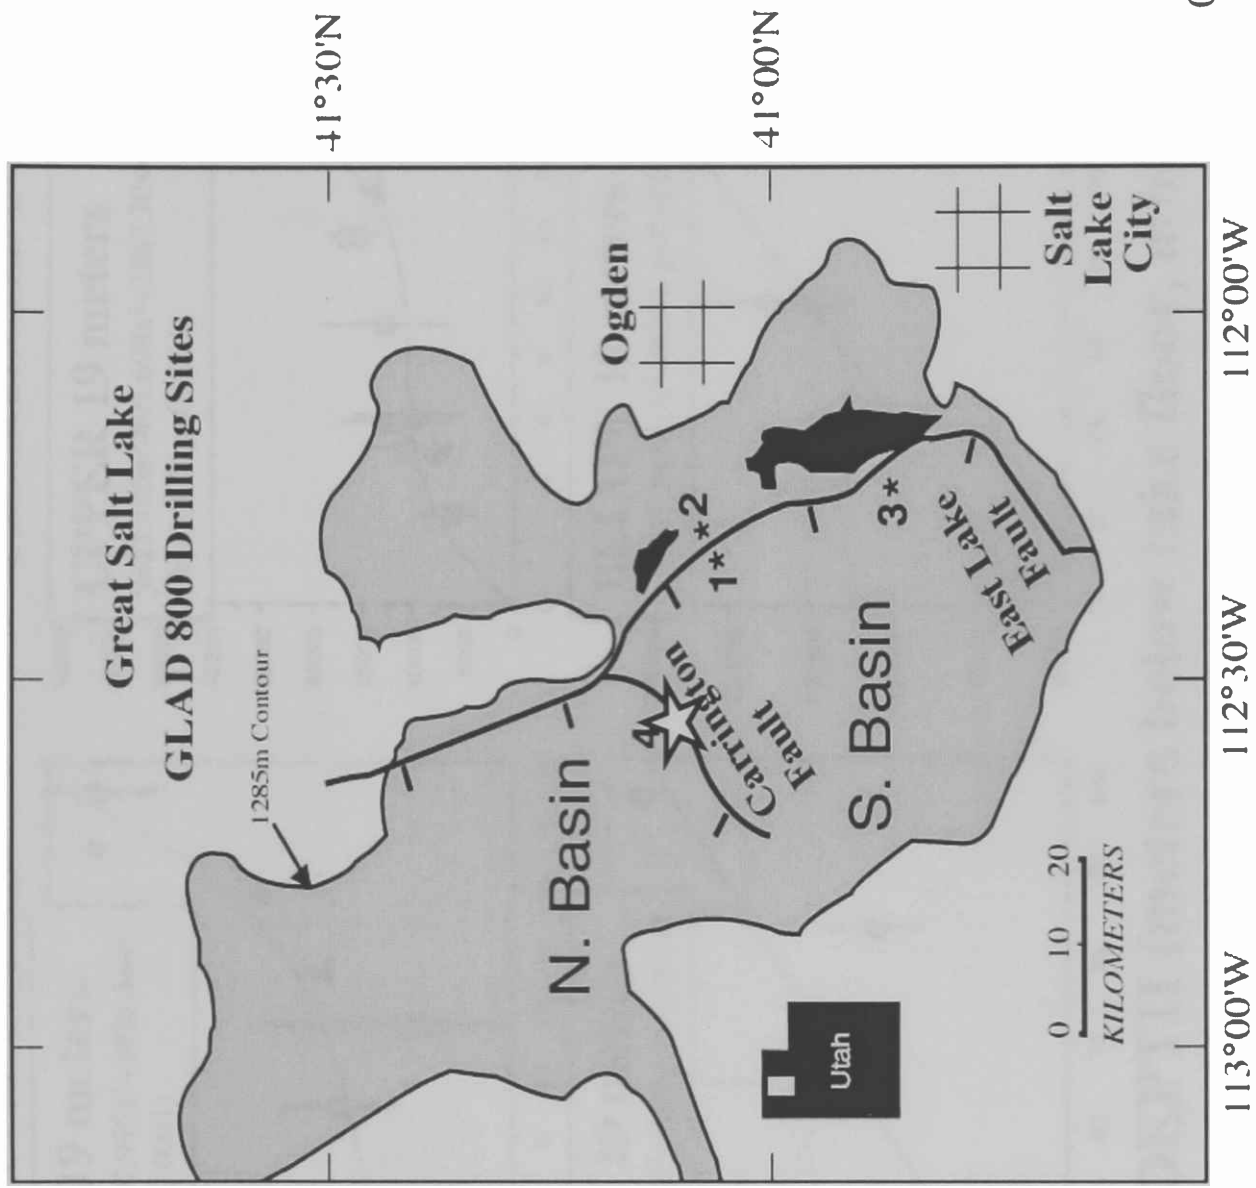 Great Salt Lake
GLAD 800 Drilling Sites
1285m Contour
41°30'N
41°00'N
Ogden
Salt
Lake
City
N. Basin
S. Basin
Carrington
Fault
East Lake
Fault
1*
*2
3*
4
Utah
0 10 20
KILOMETERS
113°00'W
112°30'W
112°00'W